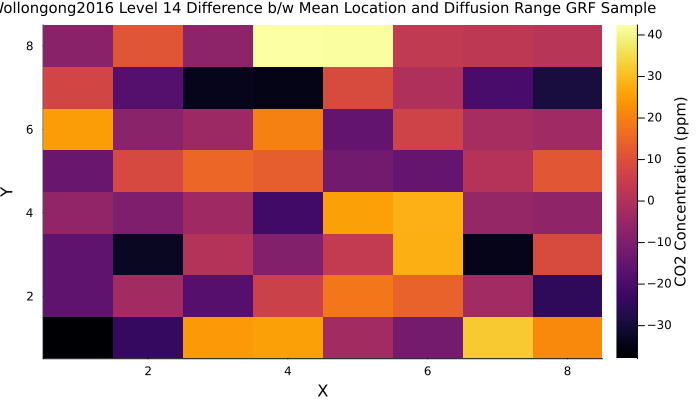 Wollongong2016 Level 14 Difference b/w Mean Location and Diffusion Range GRF Sample
8
6
4
2
Y
2 4 6 8
X
40
30
20
10
0
−10
−20
−30
CO2 Concentration (ppm)